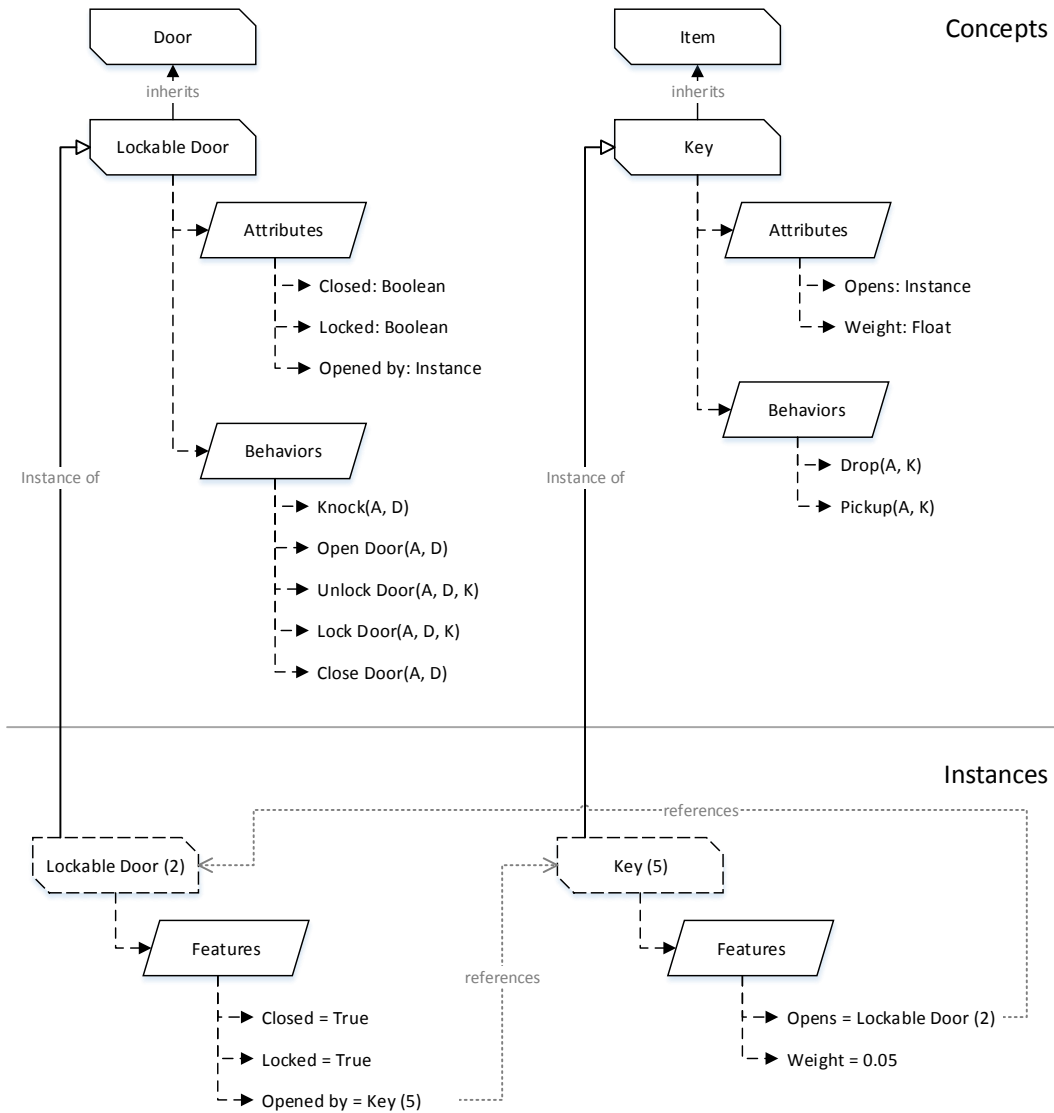 Concepts
Door
inherits
Lockable Door
Attributes
Closed: Boolean
Locked: Boolean
Opened by: Instance
Behaviors
Knock(A, D)
Open Door(A, D)
Unlock Door(A, D, K)
Lock Door(A, D, K)
Close Door(A, D)
Instance of
Item
inherits
Key
Attributes
Opens: Instance
Weight: Float
Behaviors
Drop(A, K)
Pickup(A, K)
Instance of
Instances
references
Lockable Door (2)
Features
Closed = True
Locked = True
Opened by = Key (5)
references
Key (5)
Features
Opens = Lockable Door (2)
Weight = 0.05